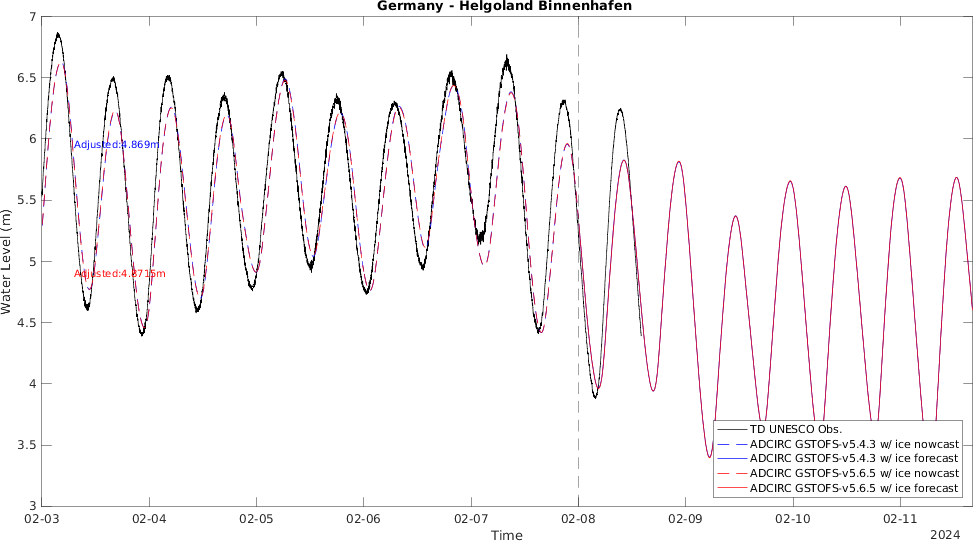 Germany - Helgoland Binnenhafen
7
6.5
6
5.5
5
4.5
4
3.5
3
Water Level (m)
Adjusted:4.869m
Adjusted:4.8715m
TD UNESCO Obs.
ADCIRC GSTOFS-v5.4.3 w/ ice nowcast
ADCIRC GSTOFS-v5.4.3 w/ ice forecast
ADCIRC GSTOFS-v5.6.5 w/ ice nowcast
ADCIRC GSTOFS-v5.6.5 w/ ice forecast
02-03 02-04 02-05 02-06 02-07 02-08 02-09 02-10 02-11
Time
2024